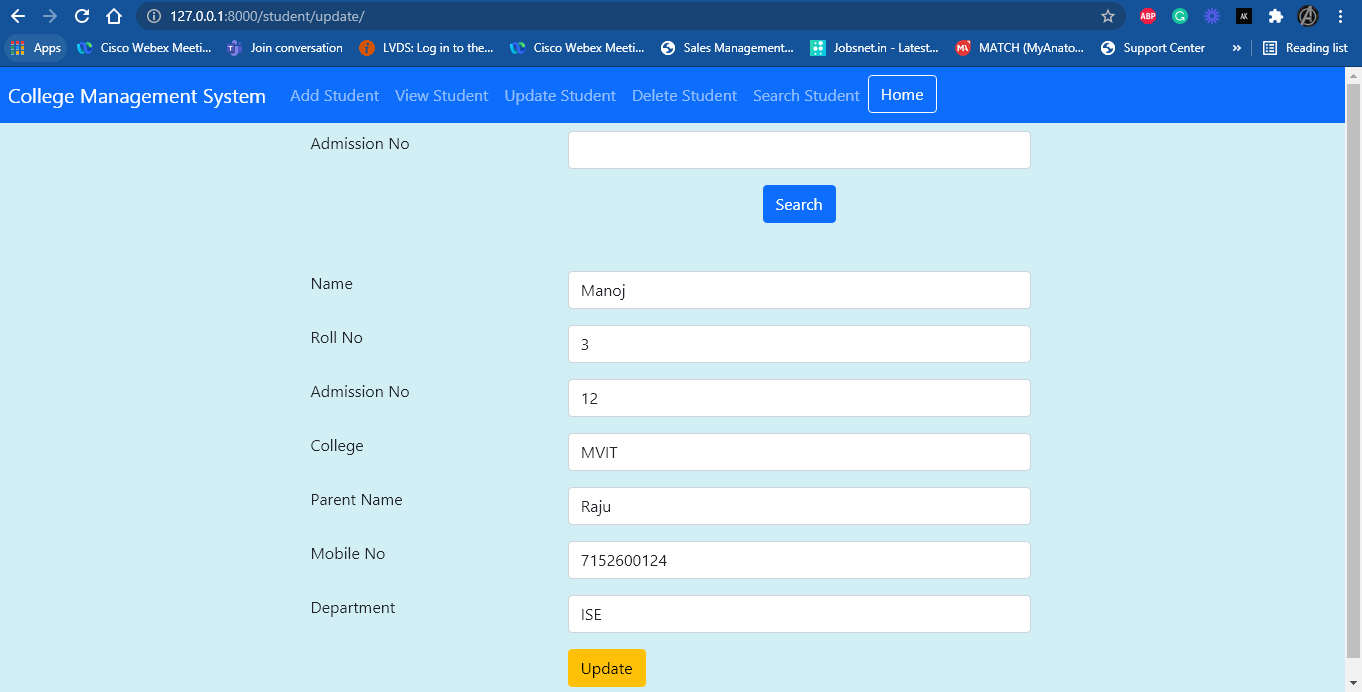 127.0.0.1:8000/student/update/
ABP
AK
Apps Cisco Webex Meeti... Join conversation LVDS: Log in to the... Cisco Webex Meeti... Sales Management... Jobsnet.in - Latest... MATCH (MyAnato... Support Center » Reading list
College Management System Add Student View Student Update Student Delete Student Search Student Home
Admission No
Search
Name Manoj
Roll No 3
Admission No 12
College MVIT
Parent Name Raju
Mobile No 7152600124
Department ISE
Update